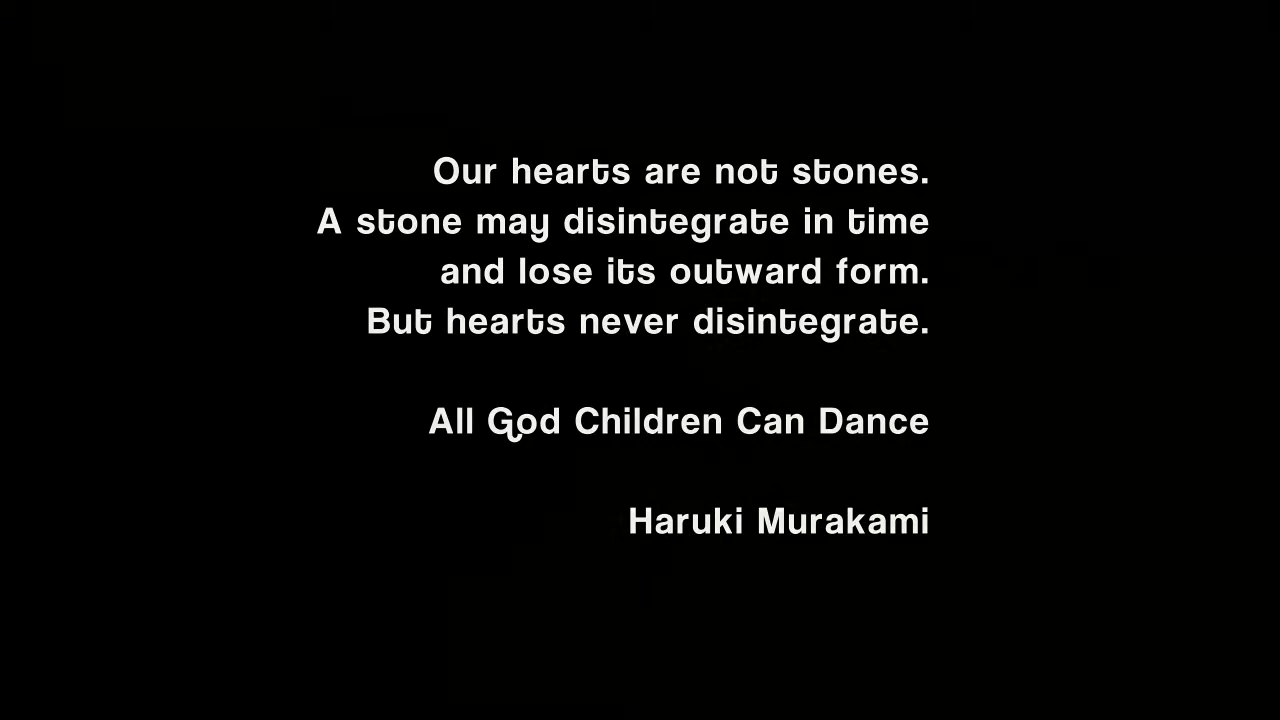 Our hearts are not stones.
A stone may disintegrate in time
and lose its outward form.
But hearts never disintegrate.
All God Children Can Dance
Haruki Murakami